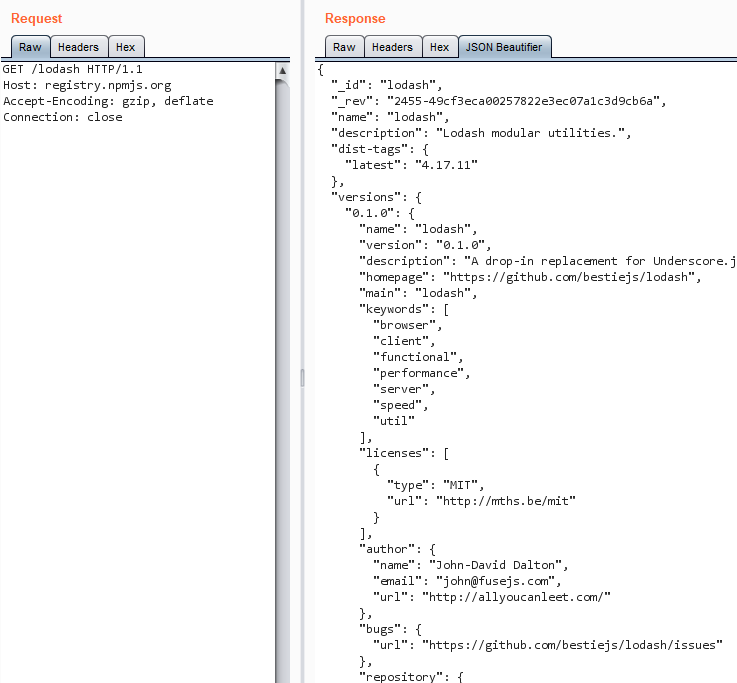 Request
Raw Headers Hex
GET /lodash HTTP/1.1
Host: registry.npmjs.org
Accept-Encoding: gzip, deflate
Connection: close
Response
Raw Headers Hex JSON Beautifier
{
"_id": "lodash",
"_rev": "2455-49cf3eca00257822e3ec07a1c3d9cb6a",
"name": "lodash",
"description": "Lodash modular utilities.",
"dist-tags": {
"latest": "4.17.11"
},
"versions": {
"0.1.0": {
"name": "lodash",
"version": "0.1.0",
"description": "A drop-in replacement for Underscore.j
"homepage": "https://github.com/bestiejs/lodash",
"main": "lodash",
"keywords": [
"browser",
"client",
"functional",
"performance",
"server",
"speed",
"util"
],
"licenses": [
{
"type": "MIT",
"url": "http://mths.be/mit"
}
],
"author": {
"name": "John-David Dalton",
"email": "john@fusejs.com",
"url": "http://allyoucanleet.com/"
},
"bugs": {
"url": "https://github.com/bestiejs/lodash/issues"
},
"repository": {